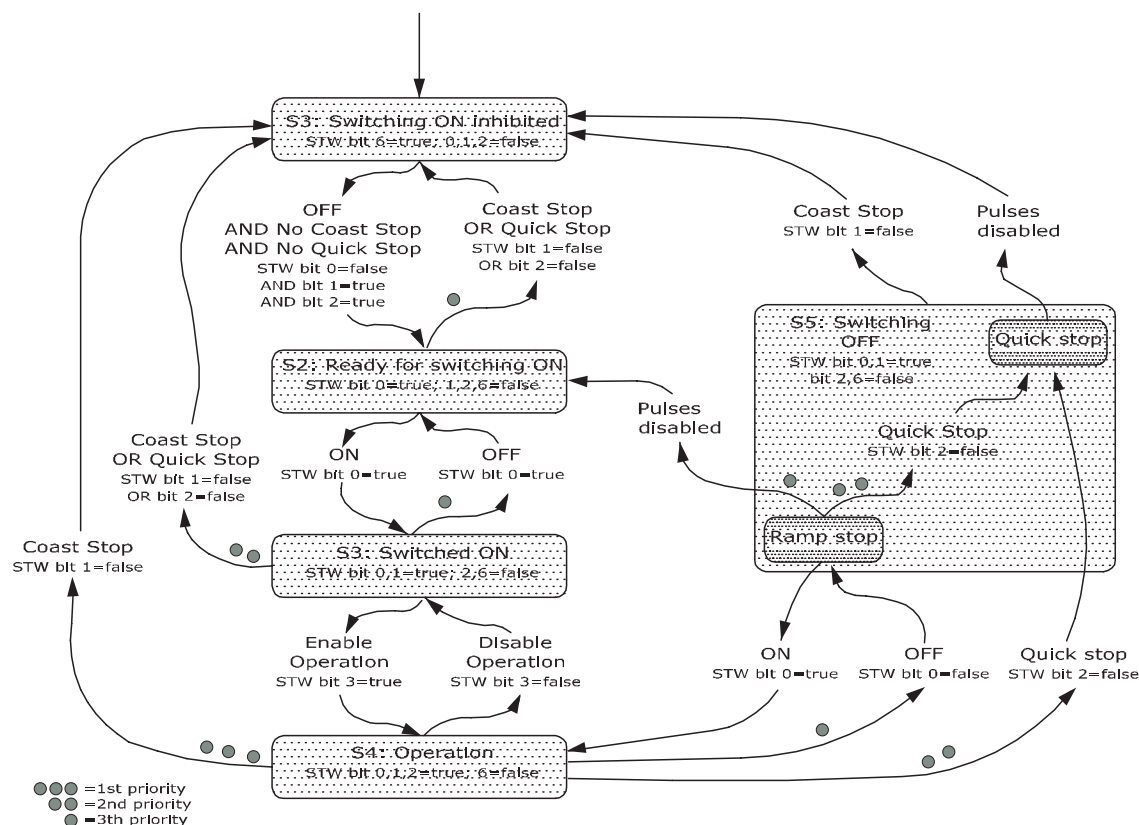 S3: Switching ON inhibited
STW bit 6=true; 0,1,2=false
OFF
AND No Coast Stop
AND No Quick Stop
STW bit 0=false
AND bit 1=true
AND bit 2=true
Coast Stop
OR Quick Stop
STW bit 1=false
OR bit 2=false
Coast Stop
STW bit 1=false
Pulses
disabled
S5: Switching
OFF
STW bit 0,1=true
bit 2,6=false
Quick stop
S2: Ready for switching ON
STW bit 0=true; 1,2,6=false
Pulses
disabled
Quick Stop
STW bit 2=false
Coast Stop
OR Quick Stop
STW bit 1=false
OR bit 2=false
ON
STW bit 0=true
OFF
STW bit 0=true
Ramp stop
Coast Stop
STW bit 1=false
S3: Switched ON
STW bit 0,1=true; 2,6=false
Enable
Operation
STW bit 3=true
Disable
Operation
STW bit 3=false
ON
STW bit 0=true
OFF
STW bit 0=false
Quick stop
STW bit 2=false
S4: Operation
STW bit 0,1,2=true; 6=false
=1st priority
=2nd priority
=3th priority